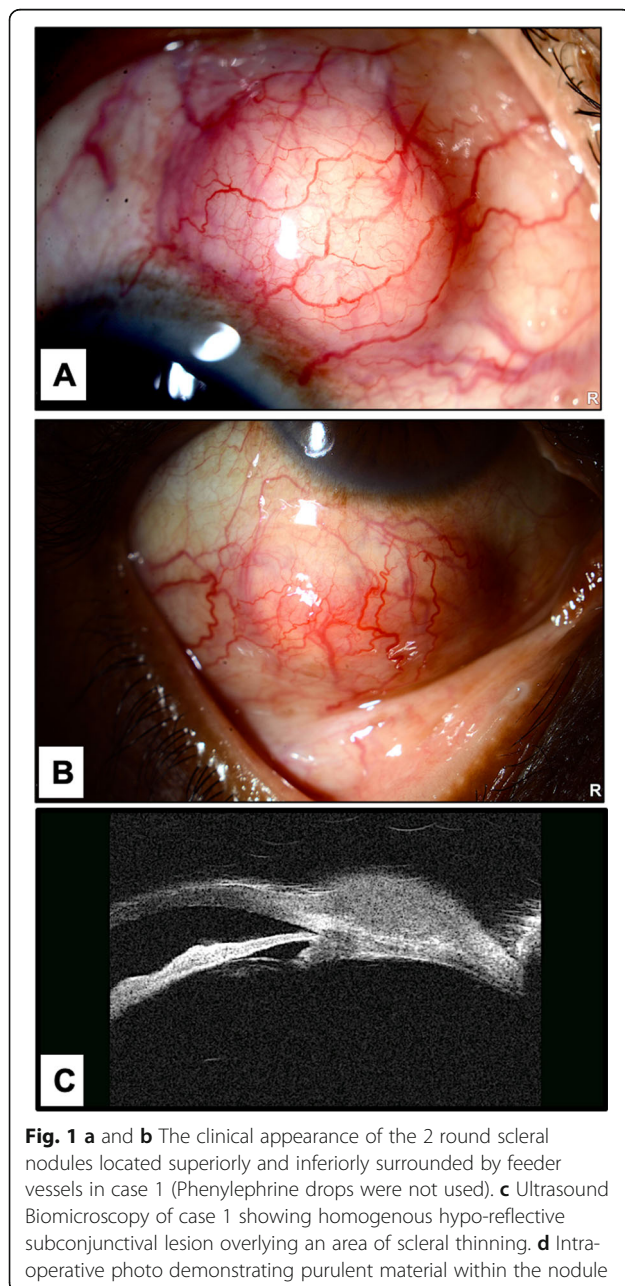 A
R
B
R
C
Fig. 1 a and b The clinical appearance of the 2 round scleral
nodules located superiorly and inferiorly surrounded by feeder
vessels in case 1 (Phenylephrine drops were not used). c Ultrasound
Biomicroscopy of case 1 showing homogenous hypo-reflective
subconjunctival lesion overlying an area of scleral thinning. d Intra-
operative photo demonstrating purulent material within the nodule